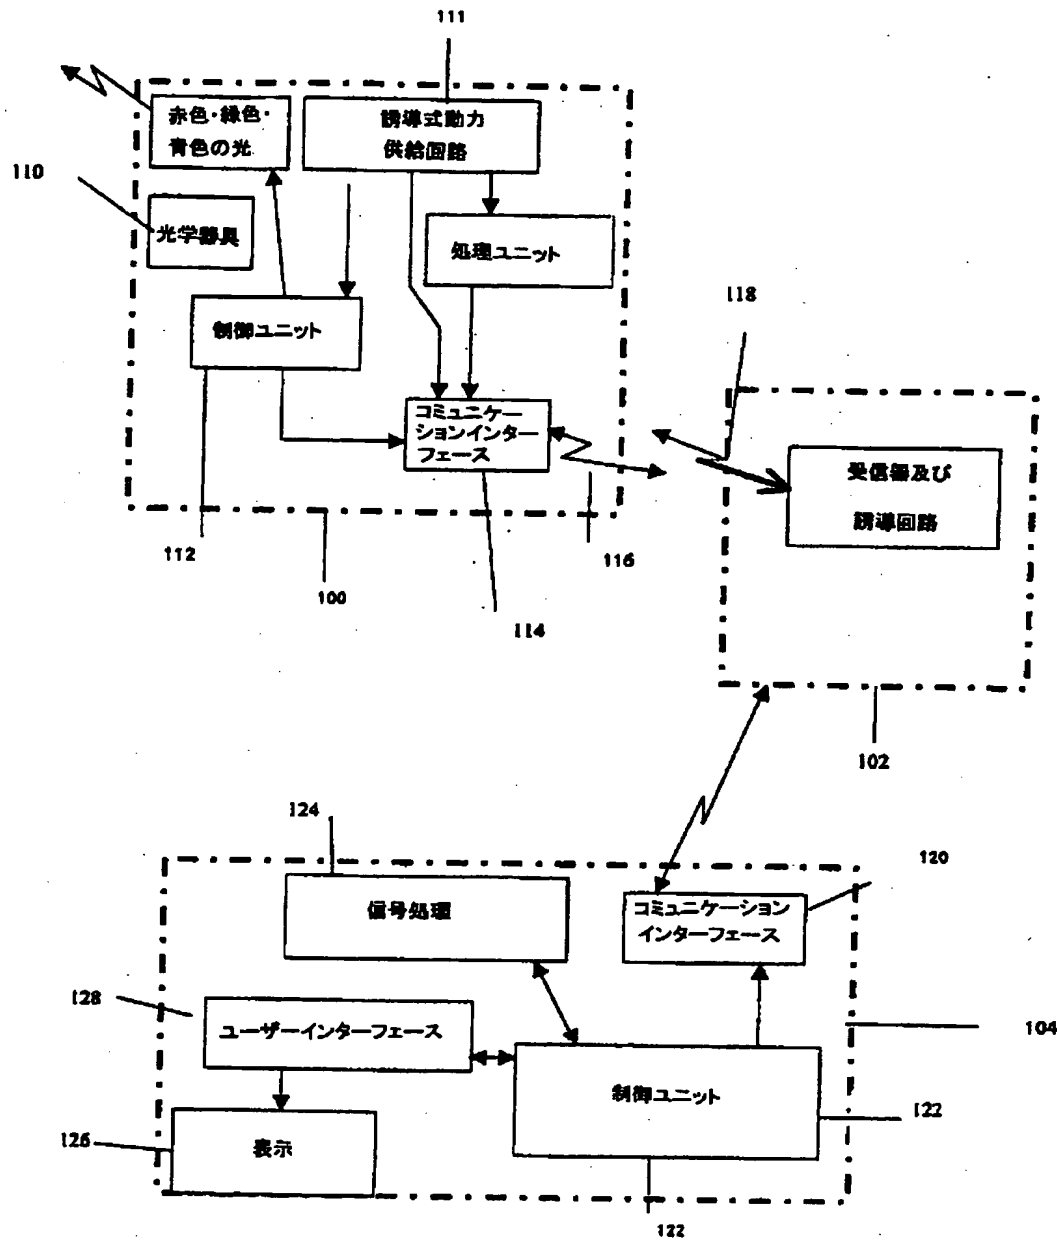 111
赤色・緑色・
青色の光
誘導式動力
供給回路
110
光学器具
処理ユニット
制御ユニット
118
コミュニケー
ションインター
フェース
受信器及び
誘導回路
112
116
100
114
102
124
120
信号処理
コミュニケーション
インターフェース
128
ユーザーインターフェース
104
制御ユニット
122
126
表示
122